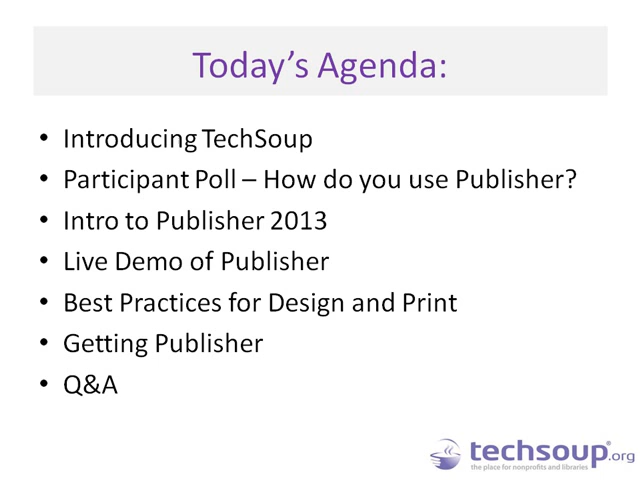 Today’s Agenda:
• Introducing TechSoup
• Participant Poll – How do you use Publisher?
• Intro to Publisher 2013
• Live Demo of Publisher
• Best Practices for Design and Print
• Getting Publisher
• Q&A
techsoup®.org
the place for nonprofits and libraries